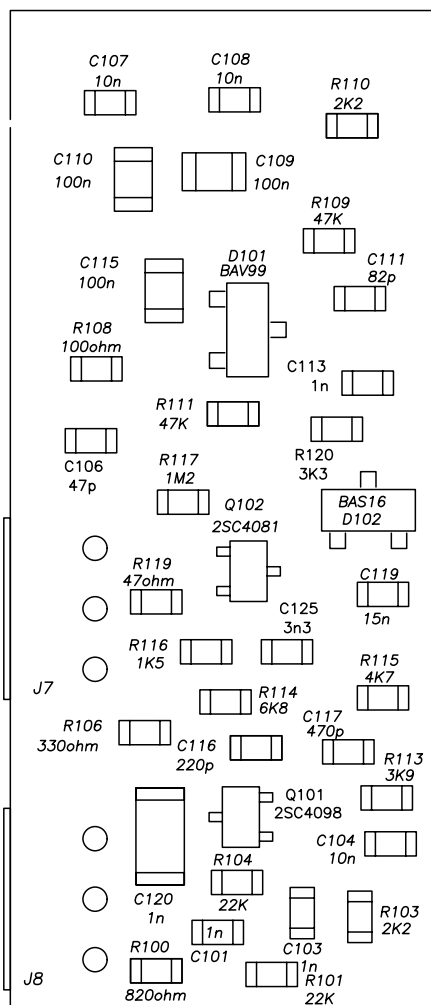 C107
10n
C108
10n
R110
2K2
C110
100n
C109
100n
R109
47K
D101
BAV99
C115
100n
C111
82p
R108
100ohm
C113
1n
R111
47K
C106
47p
R120
3K3
R117
1M2
Q102
2SC4081
BAS16
D102
R119
47ohm
C119
15n
C125
3n3
R116
1K5
R115
4K7
J7
R114
6K8
R106
330ohm
C117
470p
C116
220p
R113
3K9
Q101
2SC4098
C104
10n
R104
22K
C120
1n
R103
2K2
1n
C101
C103
1n
R100
820ohm
R101
22K
J8